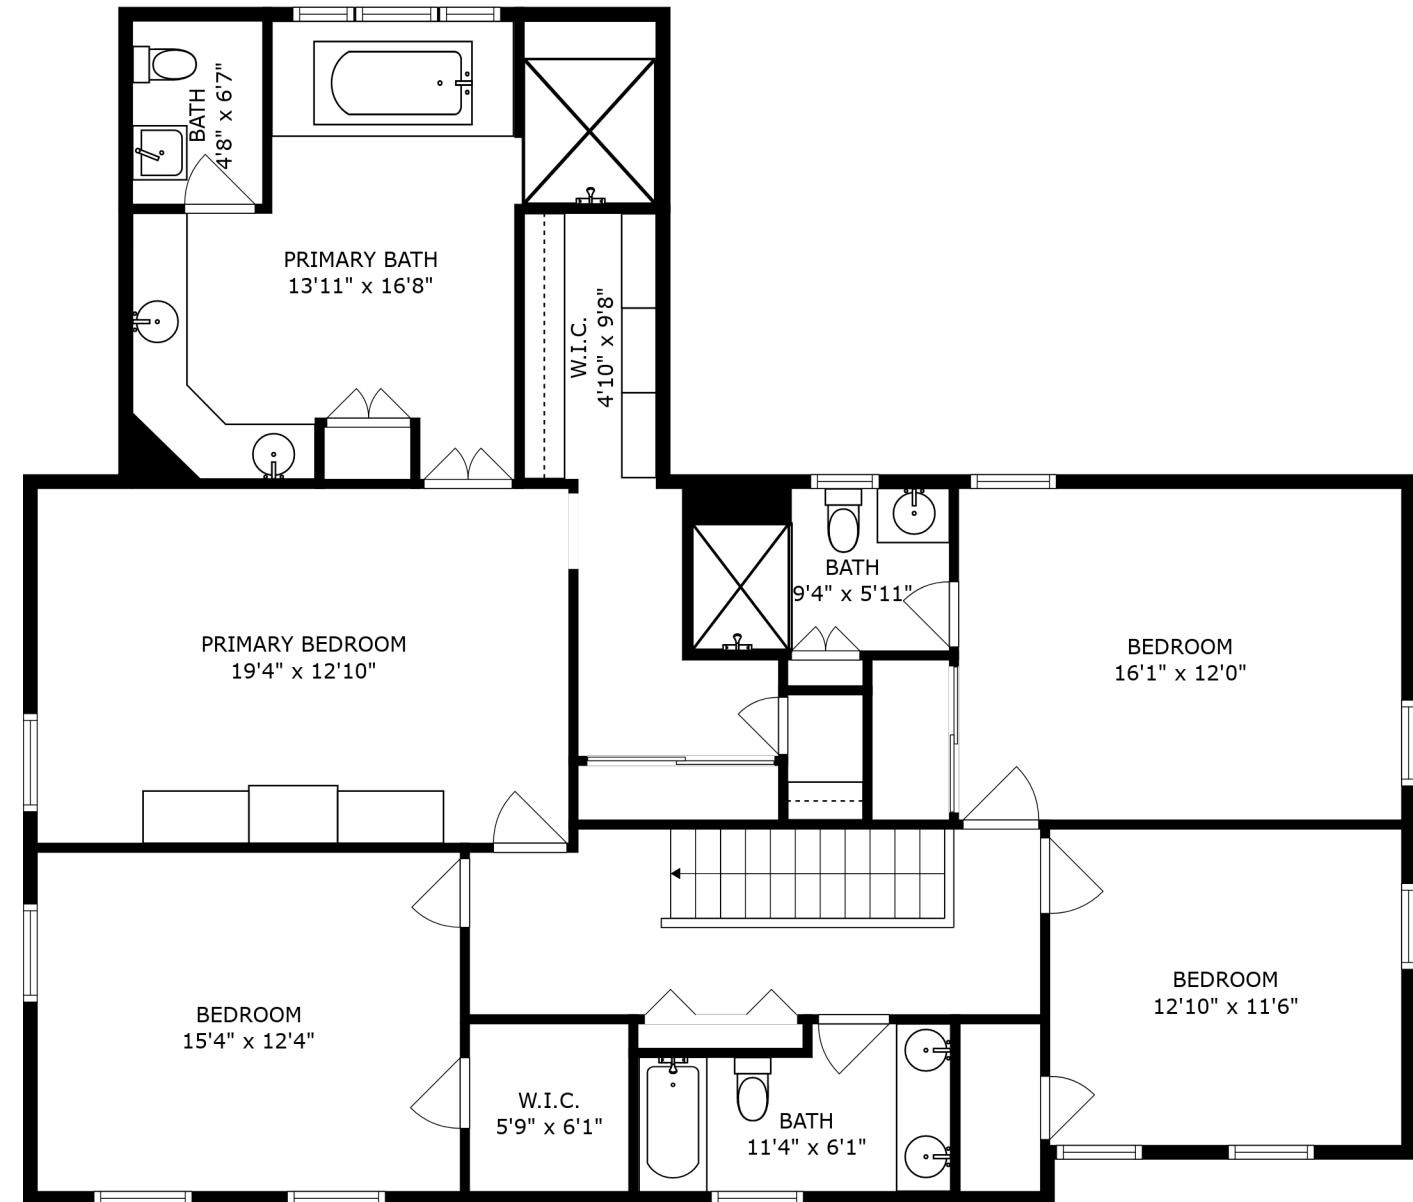 BATH
4'8" x 6'7"
PRIMARY BATH
13'11" x 16'8"
W.I.C.
4'10" x 9'8"
BATH
9'4" x 5'11"
PRIMARY BEDROOM
19'4" x 12'10"
BEDROOM
16'1" x 12'0"
BEDROOM
15'4" x 12'4"
BEDROOM
12'10" x 11'6"
W.I.C.
5'9" x 6'1"
BATH
11'4" x 6'1"